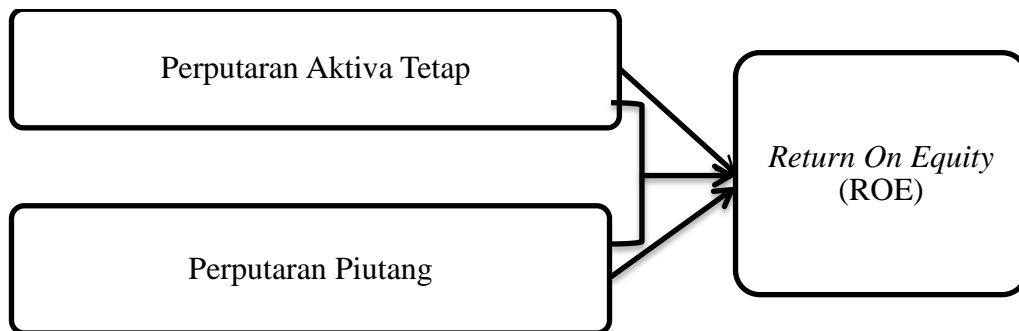 Perputaran Aktiva Tetap
Return On Equity
(ROE)
Perputaran Piutang